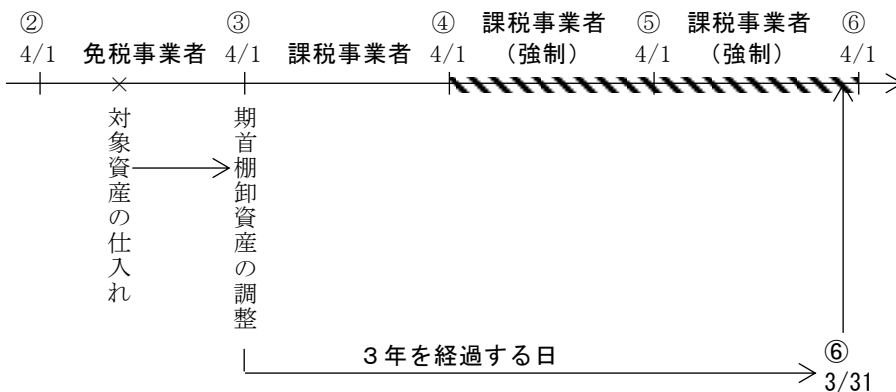 ② ③ ④ 課税事業者 ⑤ 課税事業者 ⑥
4/1 免税事業者 4/1 課税事業者 4/1 （強制） 4/1 （強制） 4/1
対象資産の仕入れ
期首棚卸資産の調整
３年を経過する日
⑥
3/31